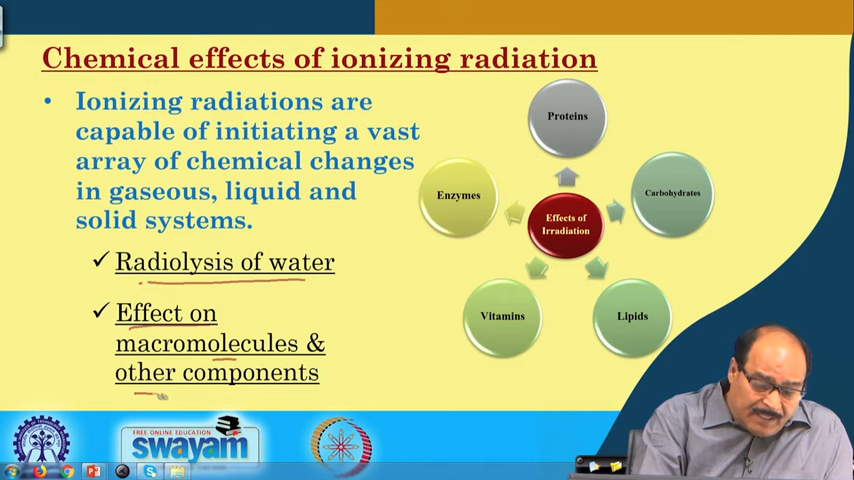 Chemical effects of ionizing radiation
• Ionizing radiations are
capable of initiating a vast
array of chemical changes
in gaseous, liquid and
solid systems.
✓ Radiolysis of water
✓ Effect on
macromolecules &
other components
Proteins
Enzymes
Carbohydrates
Effects of
Irradiation
Vitamins
Lipids
FREE ONLINE EDUCATION
swayam